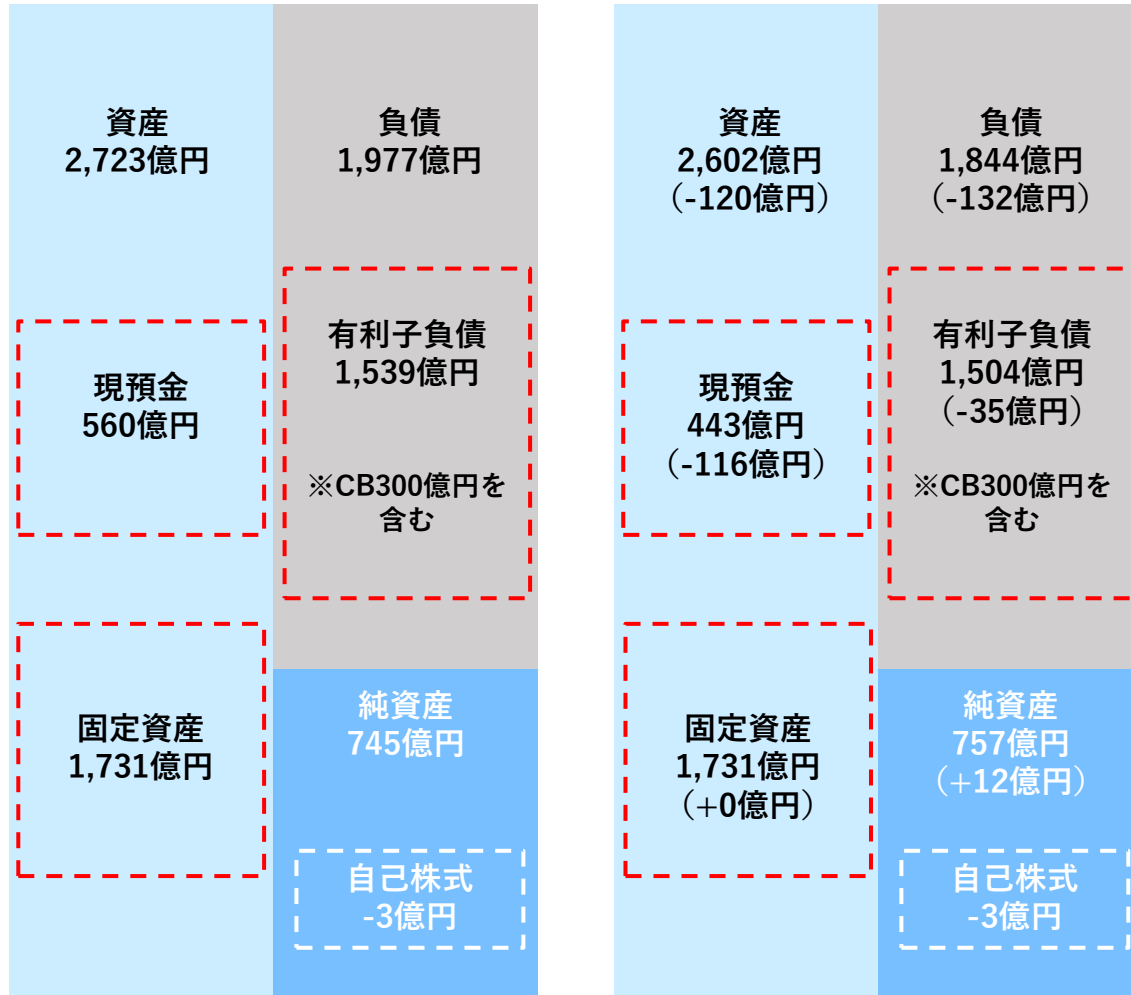 資産
2,723億円
現預金
560億円
固定資産
1,731億円
負債
1,977億円
有利子負債
1,539億円
※CB300億円を
含む
純資産
745億円
自己株式
-3億円
資産
2,602億円
（-120億円）
現預金
443億円
（-116億円）
固定資産
1,731億円
（+0億円）
負債
1,844億円
（-132億円）
有利子負債
1,504億円
（-35億円）
※CB300億円を
含む
純資産
757億円
（+12億円）
自己株式
-3億円